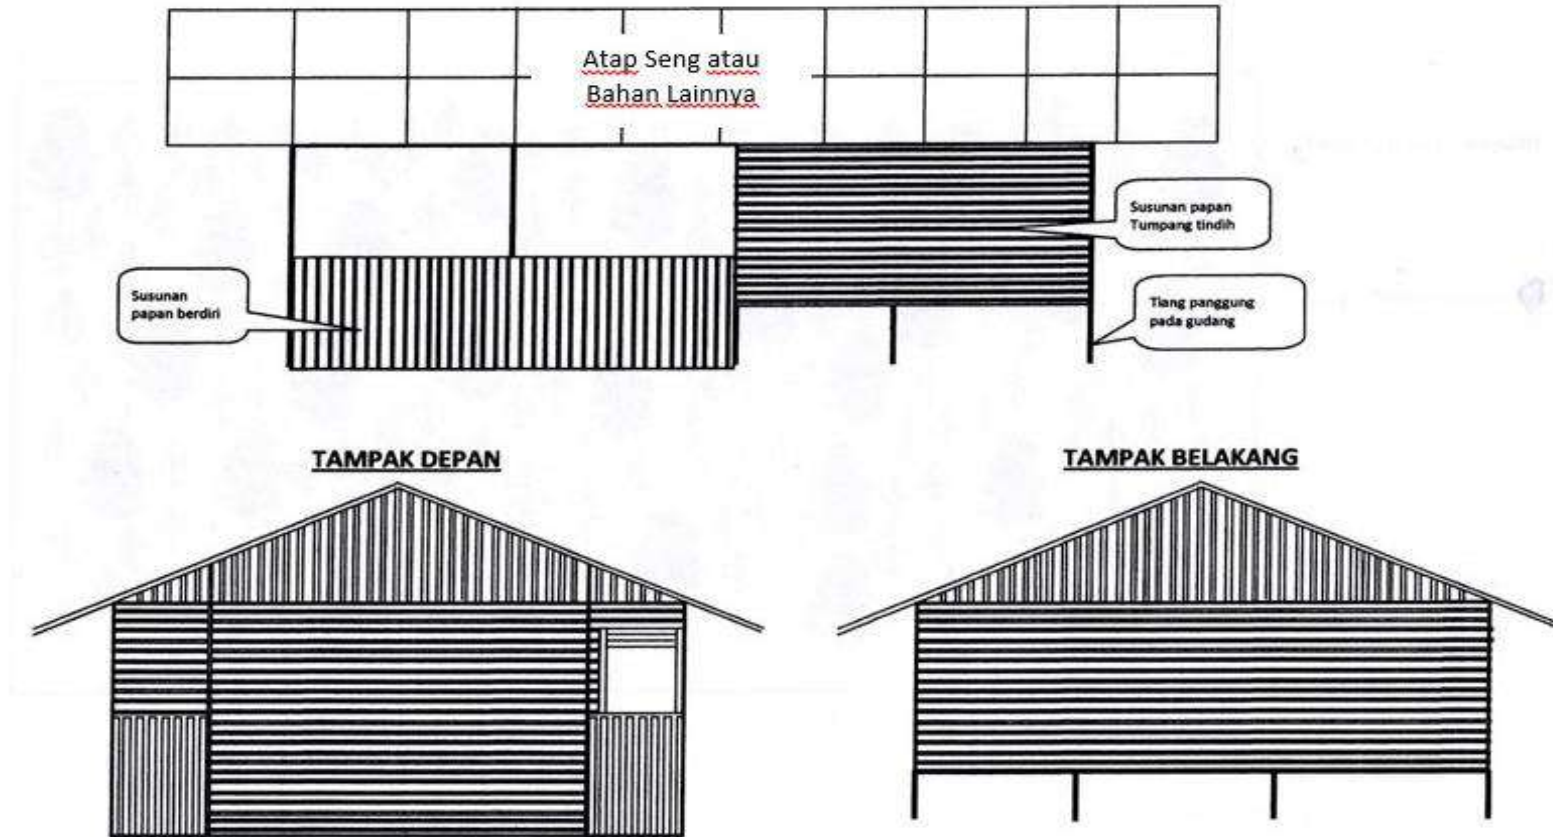 Atap Seng atau
Bahan Lainnya
Susunan papan
Tumpang tindih
Susunan
papan berdiri
Tiang panggung
pada gudang
TAMPAK DEPAN
TAMPAK BELAKANG